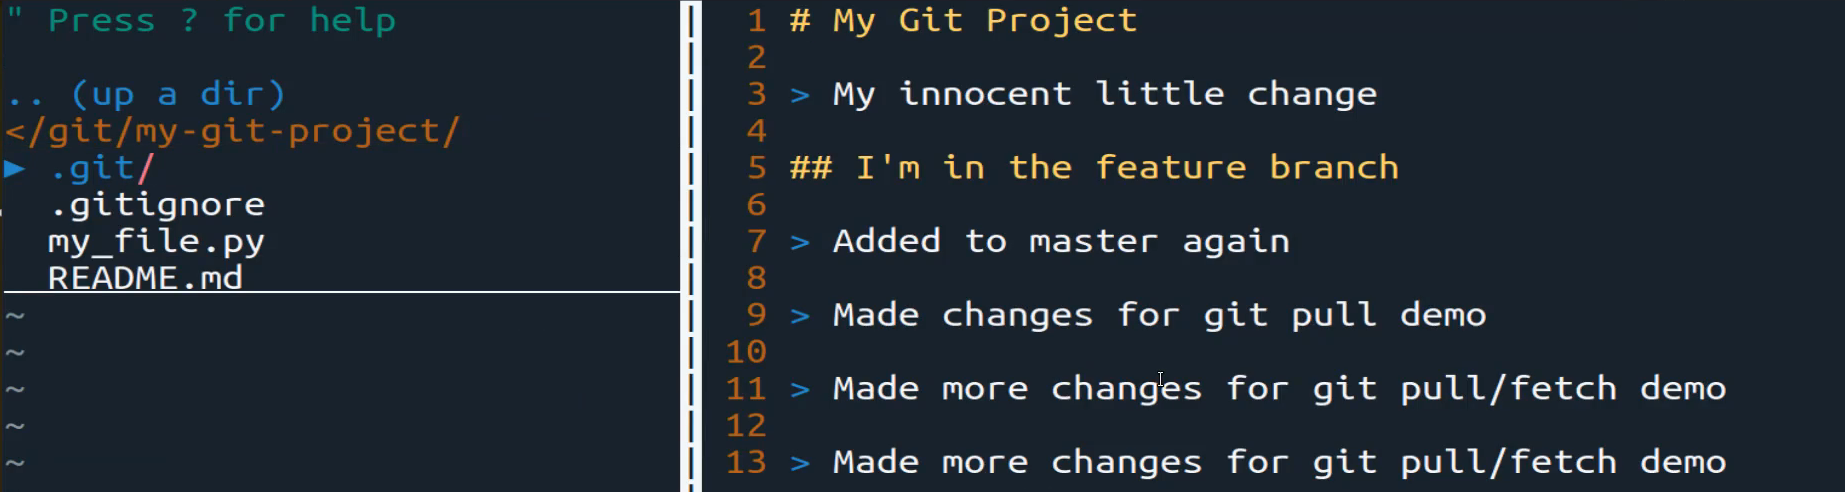 " Press ? for help
.. (up a dir)
</git/my-git-project/
▶ .git/
.gitignore
my_file.py
README.md
~
~
~
~
~
1 # My Git Project
2
3 > My innocent little change
4
5 ## I'm in the feature branch
6
7 > Added to master again
8
9 > Made changes for git pull demo
10
11 > Made more changes for git pull/fetch demo
12
13 > Made more changes for git pull/fetch demo